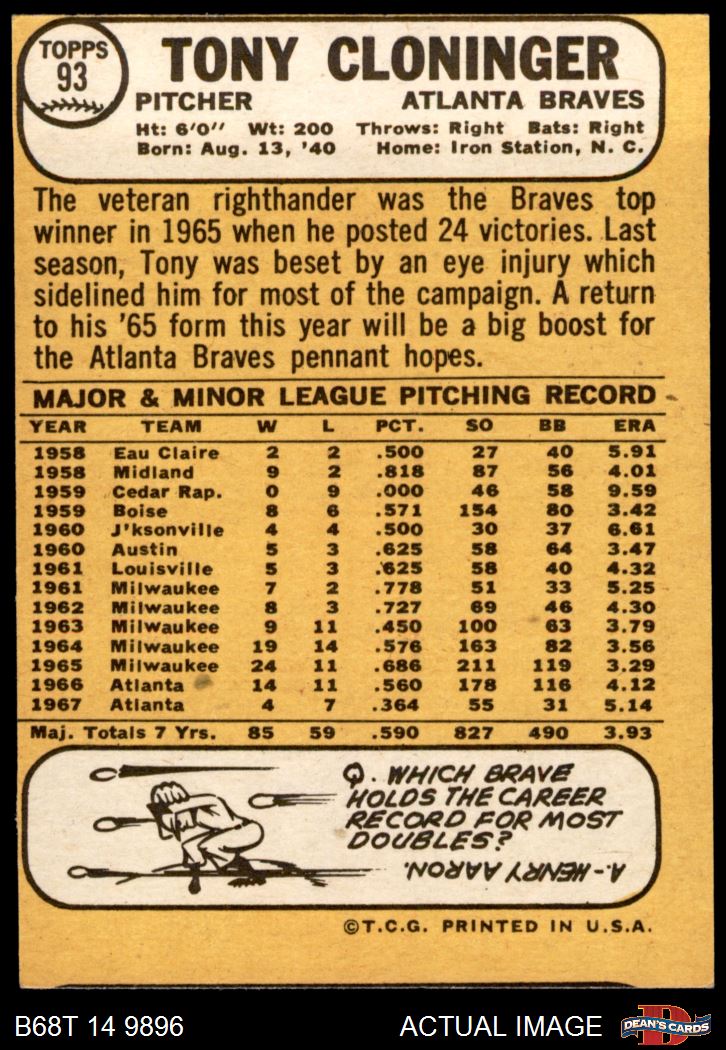 TOPPS
93
TONY CLONINGER
PITCHER ATLANTA BRAVES
Ht: 6'0" Wt: 200 Throws: Right Bats: Right
Born: Aug. 13, '40 Home: Iron Station, N. C.
The veteran righthander was the Braves top
winner in 1965 when he posted 24 victories. Last
season, Tony was beset by an eye injury which
sidelined him for most of the campaign. A return
to his '65 form this year will be a big boost for
the Atlanta Braves pennant hopes.
MAJOR & MINOR LEAGUE PITCHING RECORD
YEAR TEAM W L PCT. SO BB ERA
1958 Eau Claire 2 2 .500 27 40 5.91
1958 Midland 9 2 .818 87 56 4.01
1959 Cedar Rap. 0 9 .000 46 58 9.59
1959 Boise 8 6 .571 154 80 3.42
1960 J'ksonville 4 4 .500 30 37 6.61
1960 Austin 5 3 .625 58 64 3.47
1961 Louisville 5 3 .625 58 40 4.32
1961 Milwaukee 7 2 .778 51 33 5.25
1962 Milwaukee 8 3 .727 69 46 4.30
1963 Milwaukee 9 11 .450 100 63 3.79
1964 Milwaukee 19 14 .576 163 82 3.56
1965 Milwaukee 24 11 .686 211 119 3.29
1966 Atlanta 14 11 .560 178 116 4.12
1967 Atlanta 4 7 .364 55 31 5.14
Maj. Totals 7 Yrs. 85 59 .590 827 490 3.93
Q. WHICH BRAVE
HOLDS THE CAREER
RECORD FOR MOST
DOUBLES?
A-HENRY AARON.
©T.C.G. PRINTED IN U.S.A.
B68T 14 9896 ACTUAL IMAGE
D
DEAN'S CARDS